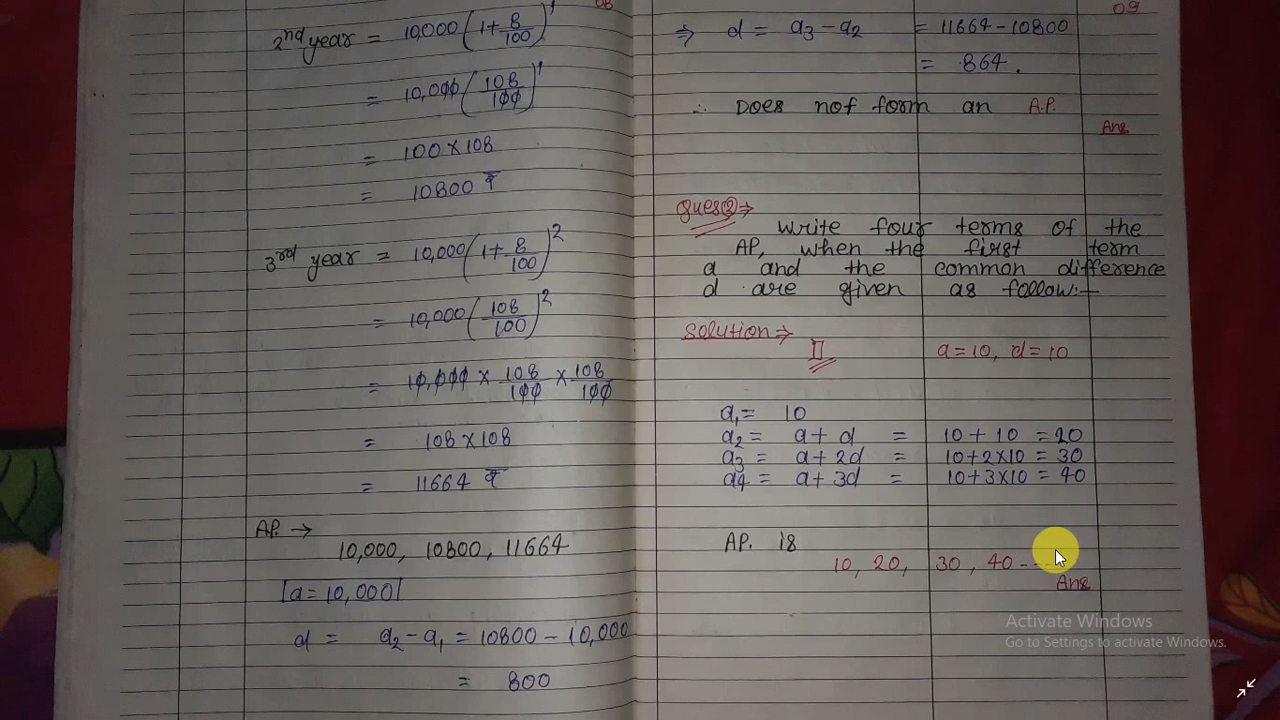 08
2nd year = 10,000 (1+8/100)^1
= 10,000 (108/100)^1
= 100 × 108
= 10800 ₹
3rd year = 10,000 (1+8/100)^2
= 10,000 (108/100)^2
= 10,000 × 108/100 × 108/100
= 108 × 108
= 11664 ₹
AP. →
10,000, 10800, 11664
a = 10,000
d = a2 - a1 = 10800 - 10,000
= 800
09
⇒ d = a3 - a2 = 11664 - 10800
= 864.
∴ Does not form an A.P.
Ans
Ques ② →
Write four terms of the
AP, when the first term
a and the common difference
d are given as follow:-
Solution ⇒
I a = 10, d = 10
a1 = 10
a2 = a + d = 10 + 10 = 20
a3 = a + 2d = 10 + 2×10 = 30
a4 = a + 3d = 10 + 3×10 = 40
AP. is
10, 20, 30, 40 ---
Ans
Activate Windows
Go to Settings to activate Windows.